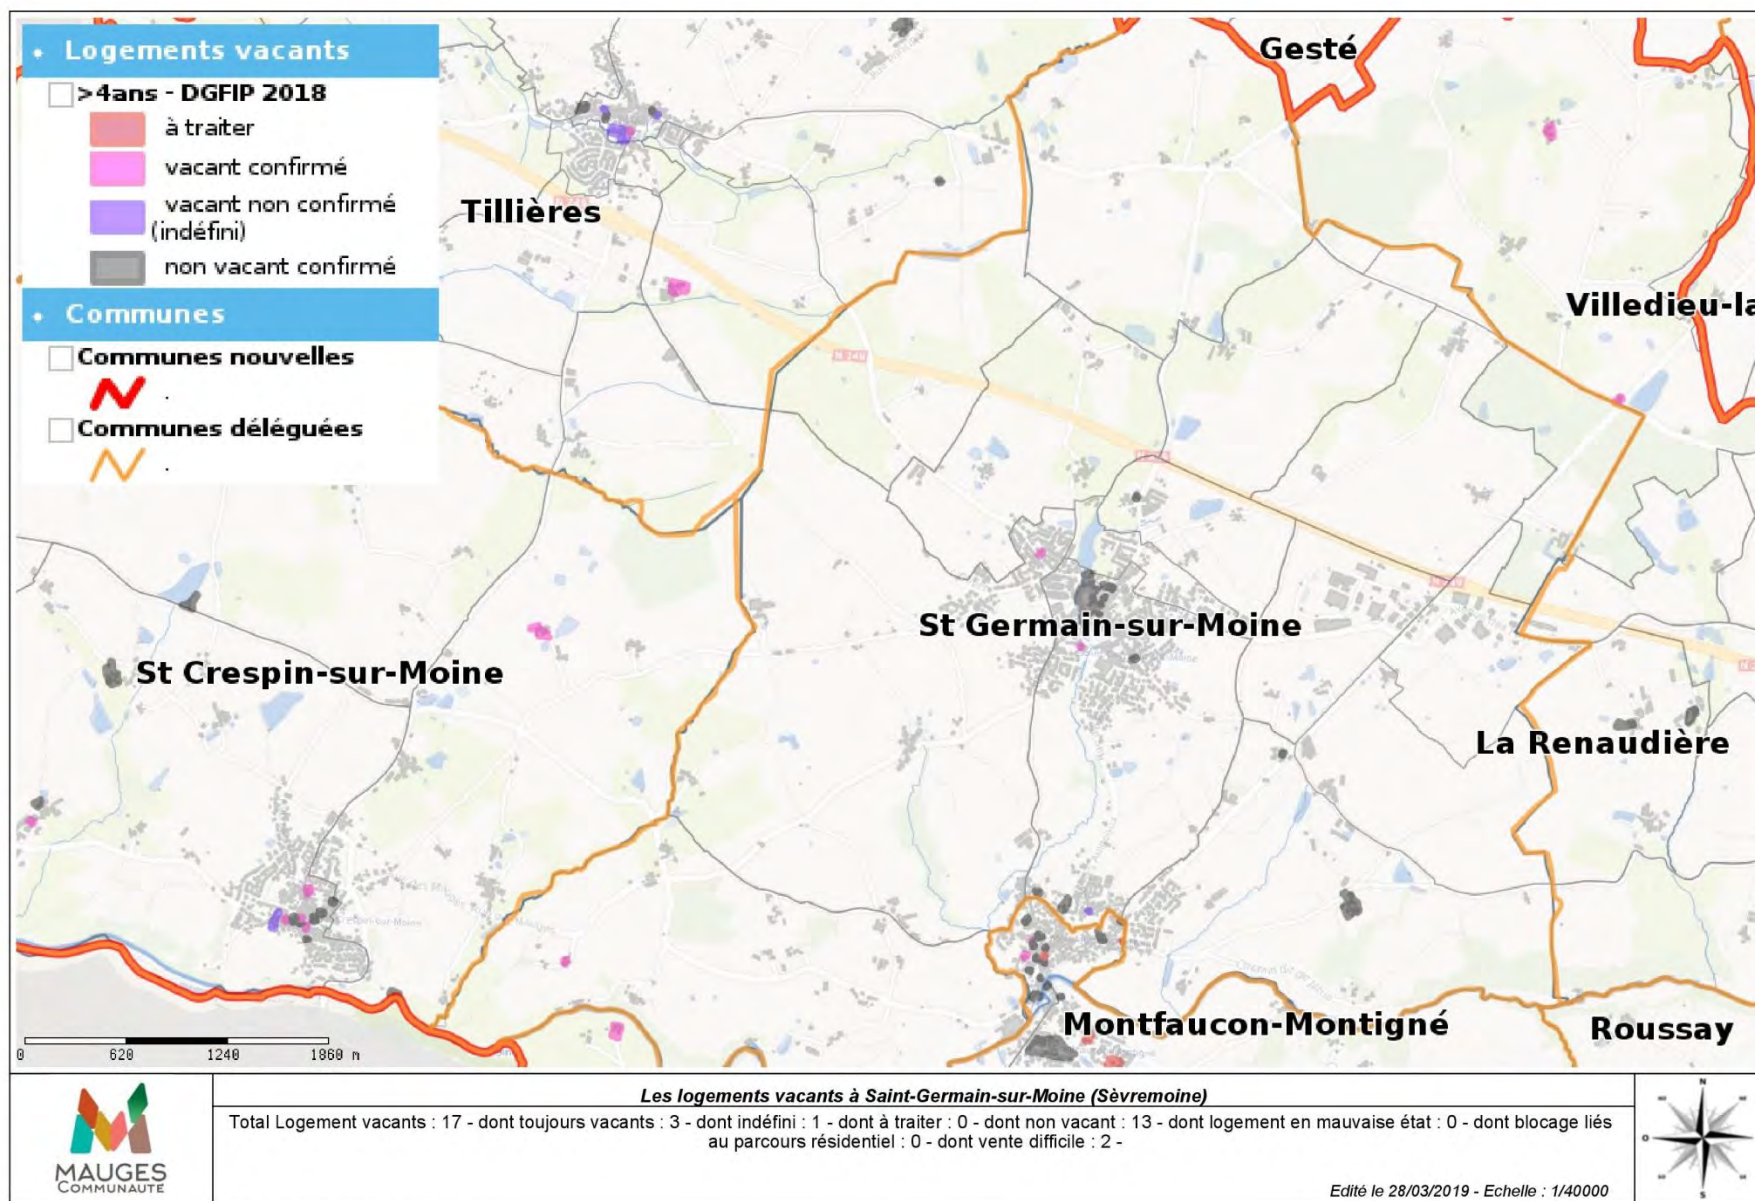 Logements vacants
>4ans - DGFIP 2018
à traiter
vacant confirmé
vacant non confirmé
(indéfini)
non vacant confirmé
Communes
Communes nouvelles
.
Communes déléguées
.
Gesté
Tillières
Villedieu-la
N 249
St Germain-sur-Moine
St Crespin-sur-Moine
La Renaudière
Montfaucon-Montigné
Roussay
0 620 1240 1860 m
MAUGES
COMMUNAUTÉ
Les logements vacants à Saint-Germain-sur-Moine (Sèvremoine)
Total Logement vacants : 17 - dont toujours vacants : 3 - dont indéfini : 1 - dont à traiter : 0 - dont non vacant : 13 - dont logement en mauvaise état : 0 - dont blocage liés
au parcours résidentiel : 0 - dont vente difficile : 2 -
Edité le 28/03/2019 - Echelle : 1/40000
N
O
E
S